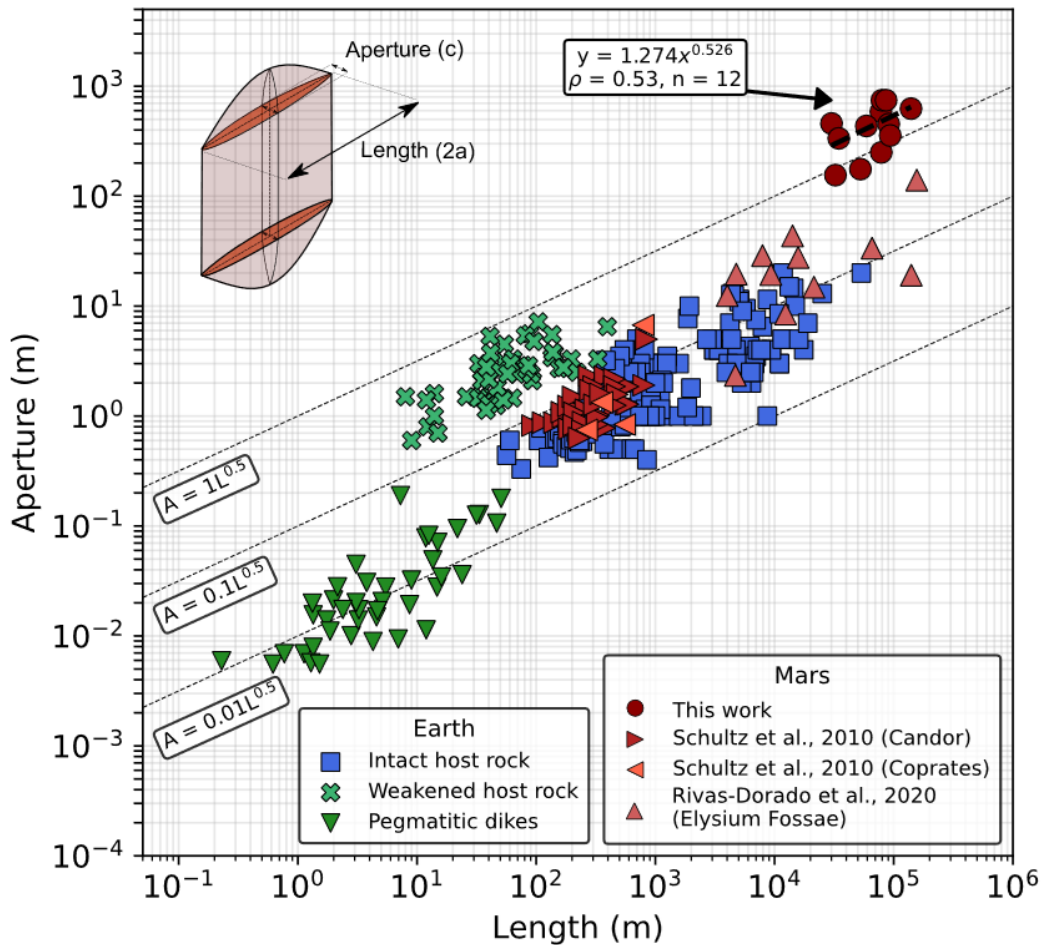 Aperture (c)
Length (2a)
y = 1.274x^0.526
ρ = 0.53, n = 12
A = 1L^0.5
A = 0.1L^0.5
A = 0.01L^0.5
Aperture (m)
10^3
10^2
10^1
10^0
10^-1
10^-2
10^-3
10^-4
Earth
Intact host rock
Weakened host rock
Pegmatitic dikes
Mars
This work
Schultz et al., 2010 (Candor)
Schultz et al., 2010 (Coprates)
Rivas-Dorado et al., 2020
(Elysium Fossae)
10^-1 10^0 10^1 10^2 10^3 10^4 10^5 10^6
Length (m)